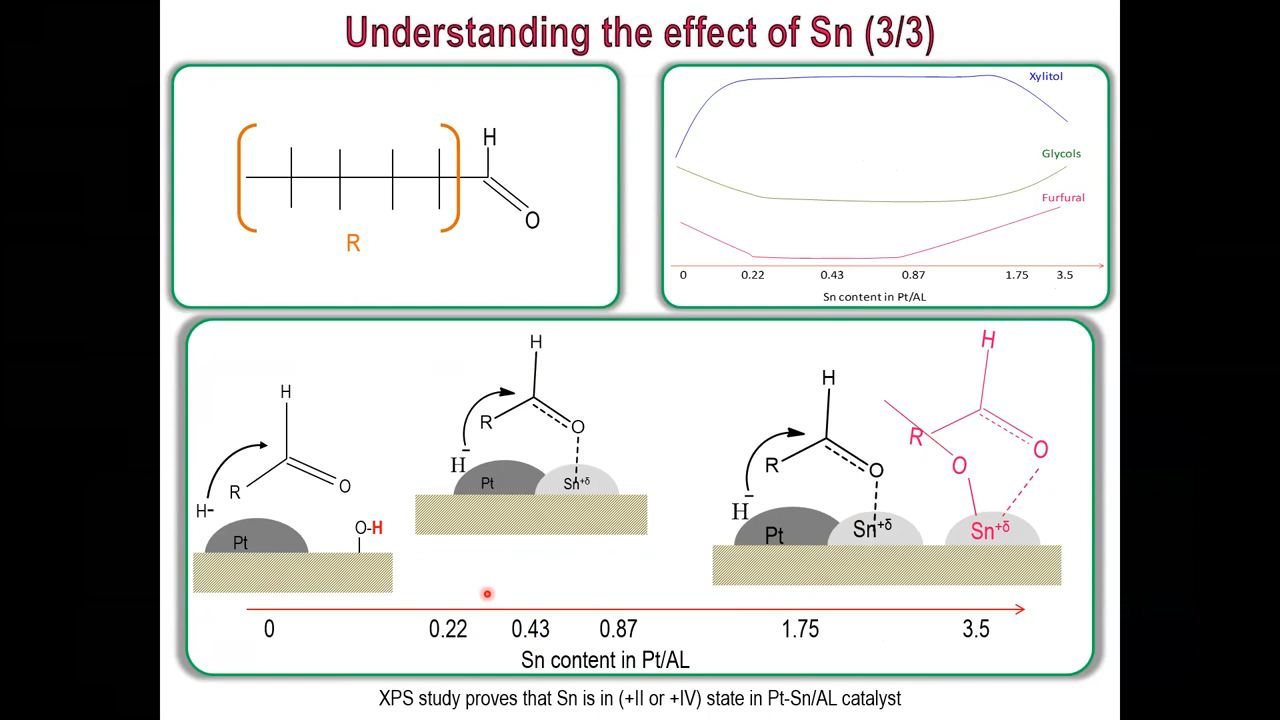 Understanding the effect of Sn (3/3)
H
O
R
Xylitol
Glycols
Furfural
0 0.22 0.43 0.87 1.75 3.5
Sn content in Pt/AL
H
R
O
H-
Pt
O-H
H
R
O
H-
Pt
Sn+δ
H
R
O
H-
Pt
Sn+δ
H
R
O
O
Sn+δ
0 0.22 0.43 0.87 1.75 3.5
Sn content in Pt/AL
XPS study proves that Sn is in (+II or +IV) state in Pt-Sn/AL catalyst